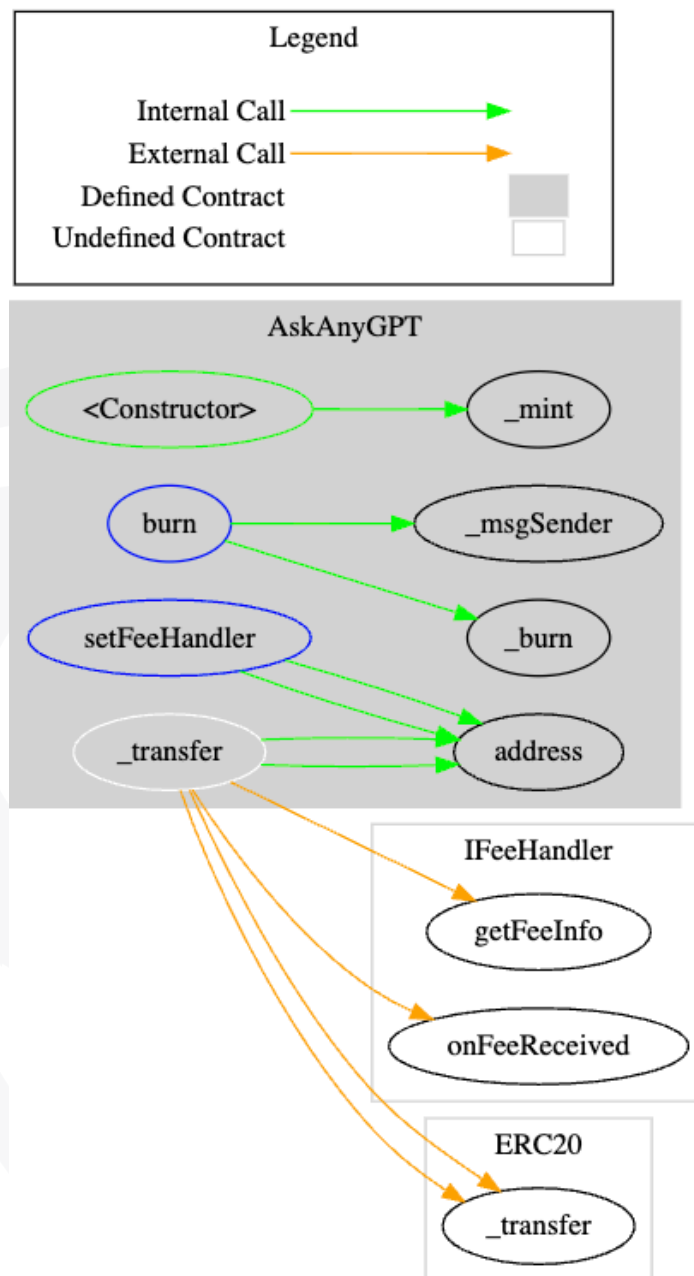 Legend
Internal Call
External Call
Defined Contract
Undefined Contract
AskAnyGPT
<Constructor>
_mint
burn
_msgSender
setFeeHandler
_burn
_transfer
address
IFeeHandler
getFeeInfo
onFeeReceived
ERC20
_transfer